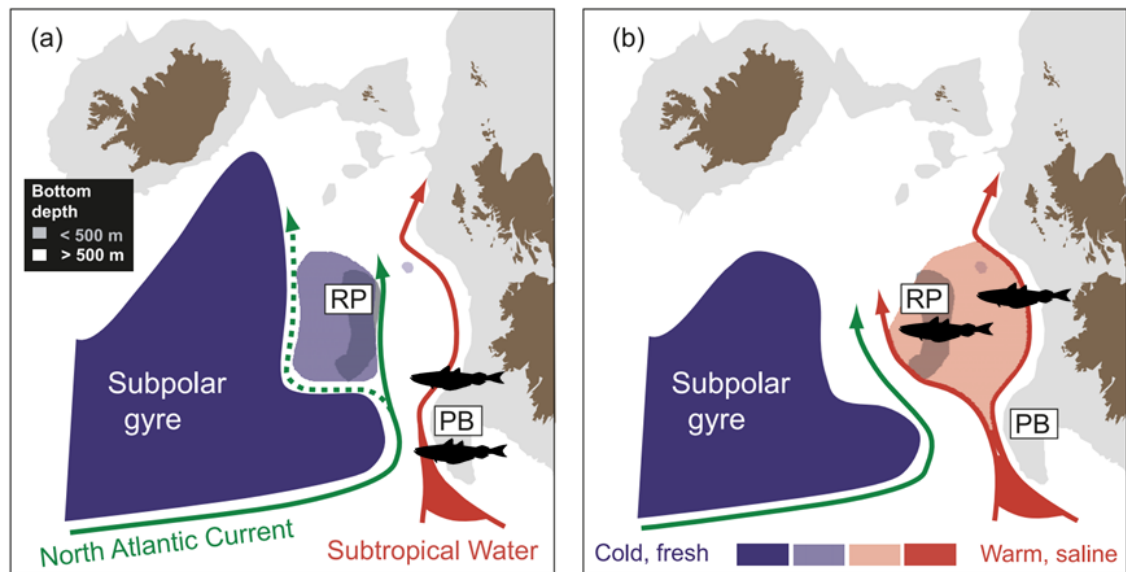 (a)
Bottom
depth
< 500 m
> 500 m
RP
Subpolar
gyre
PB
North Atlantic Current
Subtropical Water
(b)
RP
Subpolar
gyre
PB
Cold, fresh
Warm, saline